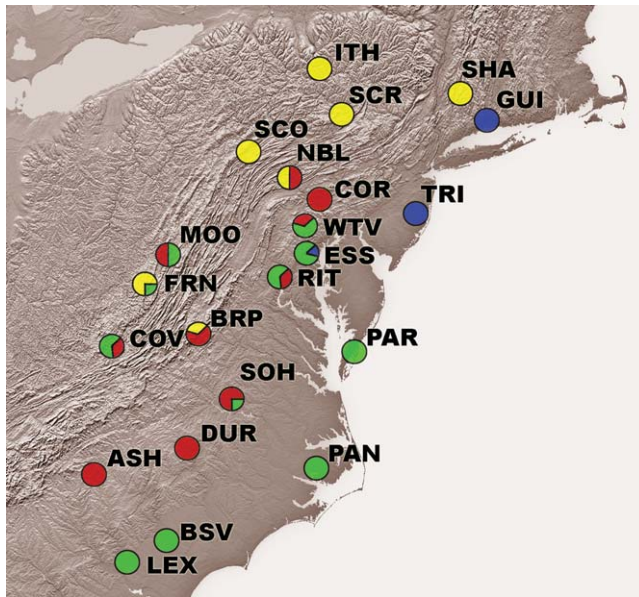 ITH
SHA
SCR
GUI
SCO
NBL
COR
TRI
WTV
MOO
ESS
FRN
RIT
BRP
COV
PAR
SOH
DUR
ASH
PAN
BSV
LEX